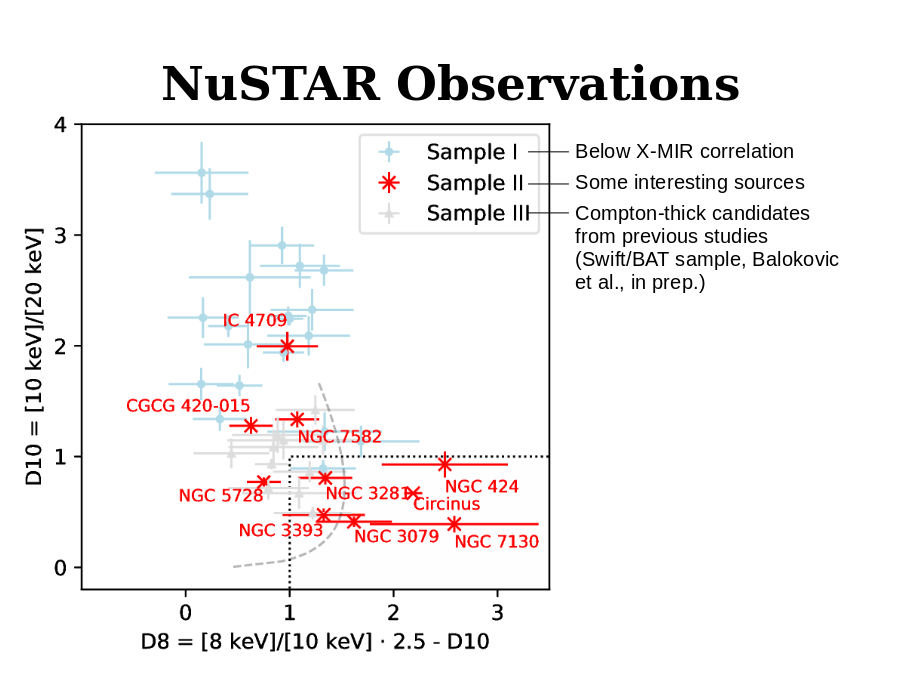 NuSTAR Observations
4
3
2
1
0
D10 = [10 keV]/[20 keV]
Sample I
Sample II
Sample III
Below X-MIR correlation
Some interesting sources
Compton-thick candidates
from previous studies
(Swift/BAT sample, Balokovic
et al., in prep.)
IC 4709
CGCG 420-015
NGC 7582
NGC 5728
NGC 3281
NGC 424
Circinus
NGC 3393
NGC 3079
NGC 7130
0 1 2 3
D8 = [8 keV]/[10 keV] · 2.5 - D10